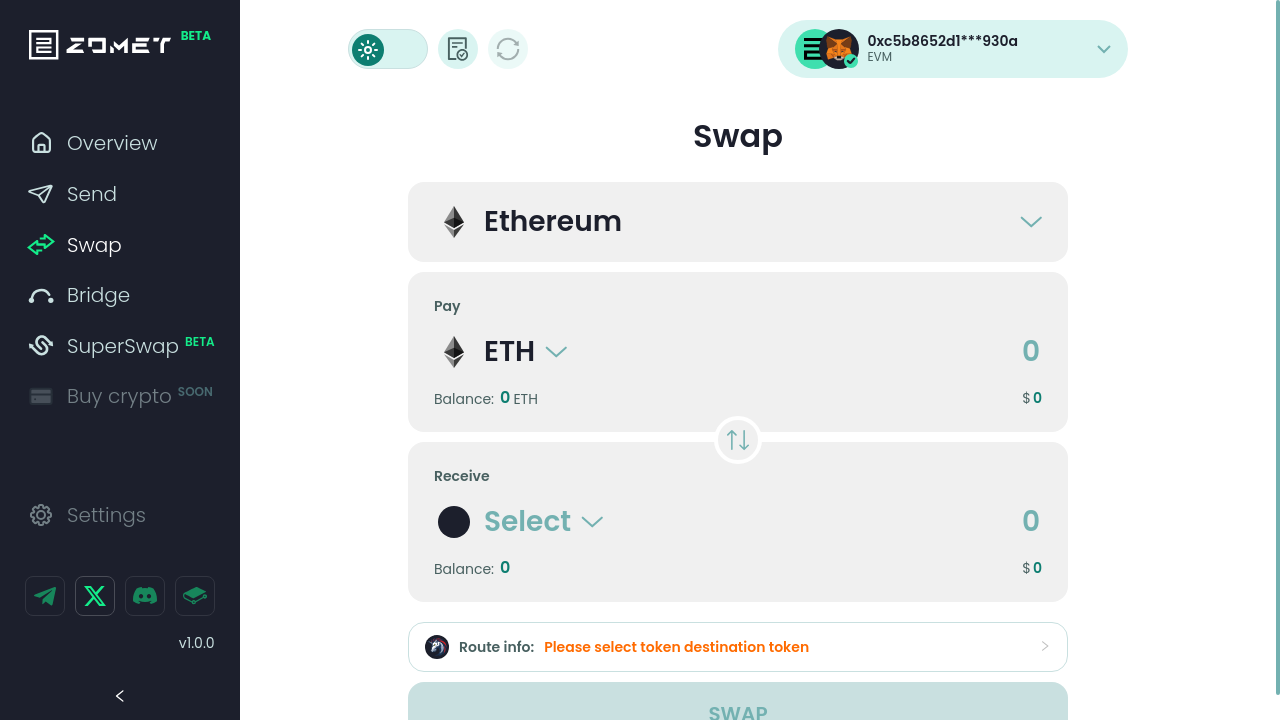 ZOMET BETA
Overview
Send
Swap
Bridge
SuperSwap BETA
Buy crypto SOON
Settings
v1.0.0
0xc5b8652d1***930a
EVM
Swap
Ethereum
Pay
ETH
0
Balance: 0 ETH
$ 0
Receive
Select
0
Balance: 0
$ 0
Route info: Please select token destination token
SWAP